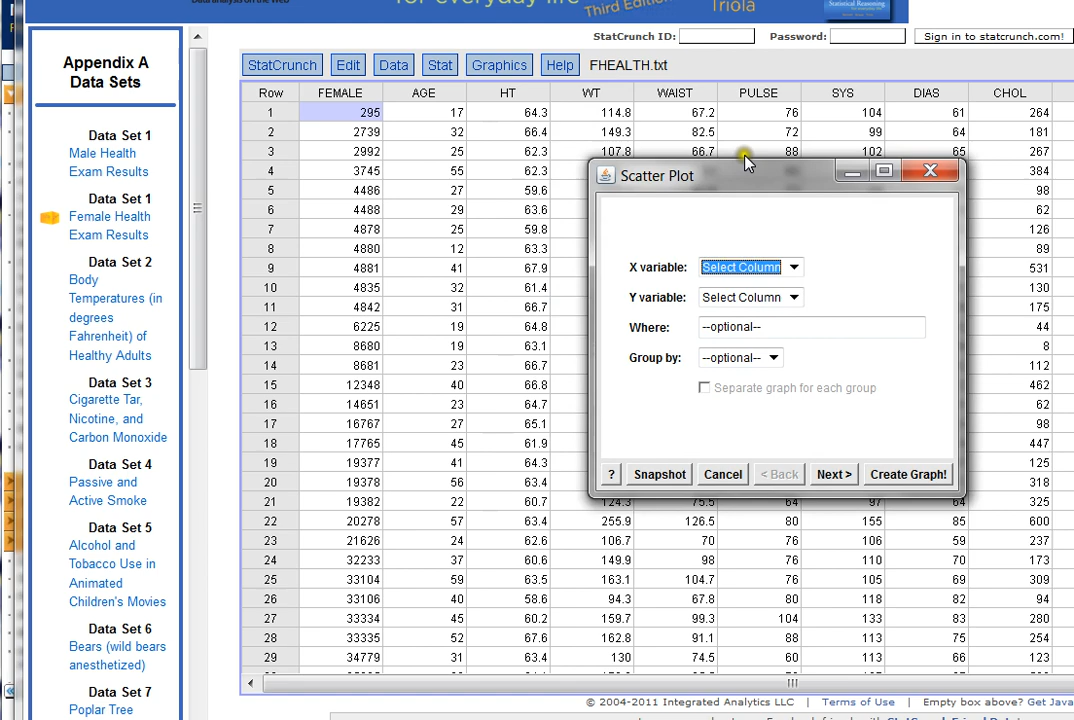 Data analysis on the Web
for everyday life
Third Edition
Triola
Statistical Reasoning
for everyday life
StatCrunch ID:
Password:
Sign in to statcrunch.com!
Appendix A
Data Sets
Data Set 1
Male Health
Exam Results
Data Set 1
Female Health
Exam Results
Data Set 2
Body
Temperatures (in
degrees
Fahrenheit) of
Healthy Adults
Data Set 3
Cigarette Tar,
Nicotine, and
Carbon Monoxide
Data Set 4
Passive and
Active Smoke
Data Set 5
Alcohol and
Tobacco Use in
Animated
Children's Movies
Data Set 6
Bears (wild bears
anesthetized)
Data Set 7
Poplar Tree
StatCrunch Edit Data Stat Graphics Help FHEALTH.txt
Row FEMALE AGE HT WT WAIST PULSE SYS DIAS CHOL
1 295 17 64.3 114.8 67.2 76 104 61 264
2 2739 32 66.4 149.3 82.5 72 99 64 181
3 2992 25 62.3 107.8 66.7 88 102 65 267
4 3745 55 62.3 384
5 4486 27 59.6 98
6 4488 29 63.6 62
7 4878 25 59.8 126
8 4880 12 63.3 89
9 4881 41 67.9 531
10 4835 32 61.4 130
11 4842 31 66.7 175
12 6225 19 64.8 44
13 8680 19 63.1 8
14 8681 23 66.7 112
15 12348 40 66.8 462
16 14651 23 64.7 62
17 16767 27 65.1 98
18 17765 45 61.9 447
19 19377 41 64.3 125
20 19378 56 63.4 318
21 19382 22 60.7 124.3 75.5 64 97 64 325
22 20278 57 63.4 255.9 126.5 80 155 85 600
23 21626 24 62.6 106.7 70 76 106 59 237
24 32233 37 60.6 149.9 98 76 110 70 173
25 33104 59 63.5 163.1 104.7 76 105 69 309
26 33106 40 58.6 94.3 67.8 80 118 82 94
27 33334 45 60.2 159.7 99.3 104 133 83 280
28 33335 52 67.6 162.8 91.1 88 113 75 254
29 34779 31 63.4 130 74.5 60 113 66 123
Scatter Plot
X variable: Select Column
Y variable: Select Column
Where: --optional--
Group by: --optional--
Separate graph for each group
? Snapshot Cancel < Back Next > Create Graph!
© 2004-2011 Integrated Analytics LLC | Terms of Use | Empty box above? Get Java